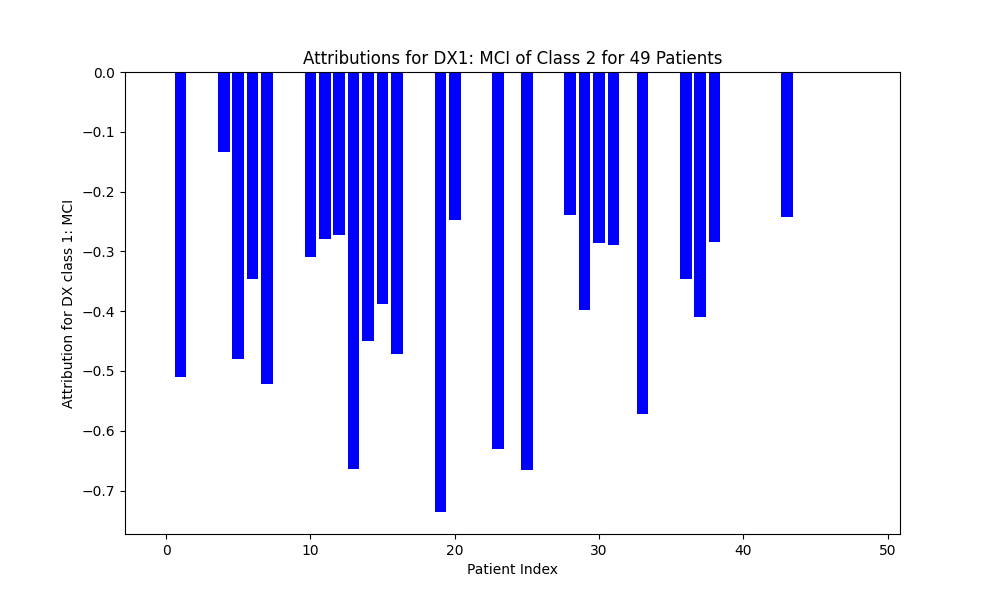 Attributions for DX1: MCI of Class 2 for 49 Patients
Attribution for DX class 1: MCI
0.0
−0.1
−0.2
−0.3
−0.4
−0.5
−0.6
−0.7
0 10 20 30 40 50
Patient Index